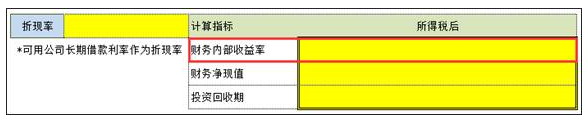 折现率 计算指标 所得税后
*可用公司长期借款利率作为折现率 财务内部收益率
财务净现值
投资回收期